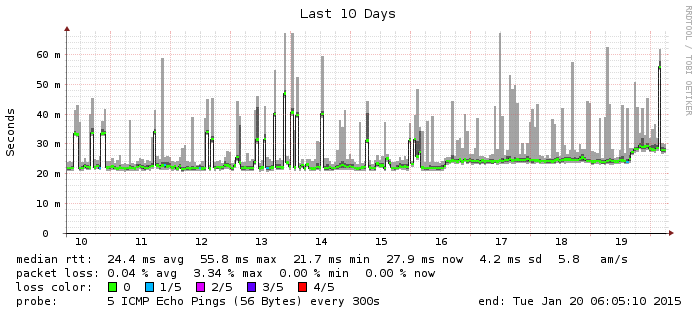 Last 10 Days
RRDTOOL / TOBI OETIKER
Seconds
60 m
50 m
40 m
30 m
20 m
10 m
0
10 11 12 13 14 15 16 17 18 19
median rtt: 24.4 ms avg 55.8 ms max 21.7 ms min 27.9 ms now 4.2 ms sd 5.8 am/s
packet loss: 0.04 % avg 3.34 % max 0.00 % min 0.00 % now
loss color: 0 1/5 2/5 3/5 4/5
probe: 5 ICMP Echo Pings (56 Bytes) every 300s end: Tue Jan 20 06:05:10 2015